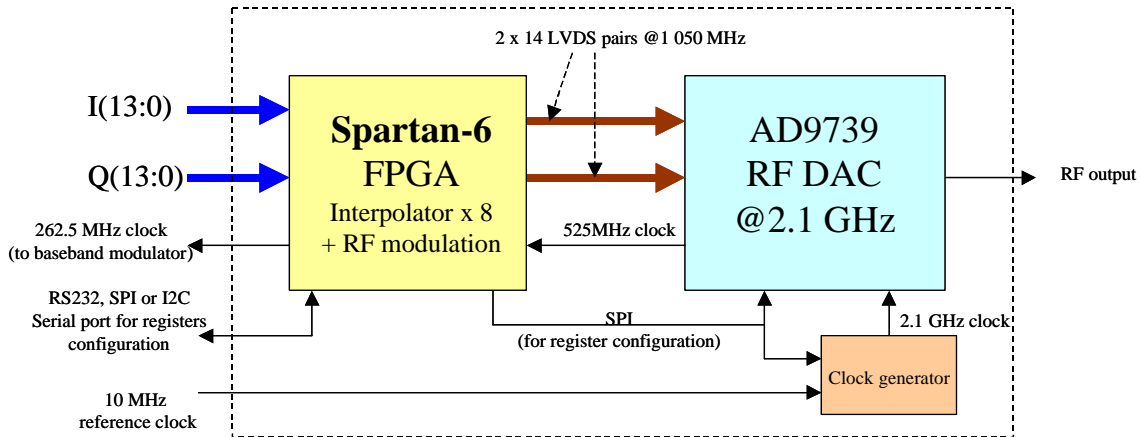 2 x 14 LVDS pairs @1 050 MHz
I(13:0)
Q(13:0)
Spartan-6
FPGA
Interpolator x 8
+ RF modulation
AD9739
RF DAC
@2.1 GHz
RF output
262.5 MHz clock
(to baseband modulator)
525MHz clock
RS232, SPI or I2C
Serial port for registers
configuration
SPI
(for register configuration)
2.1 GHz clock
Clock generator
10 MHz
reference clock